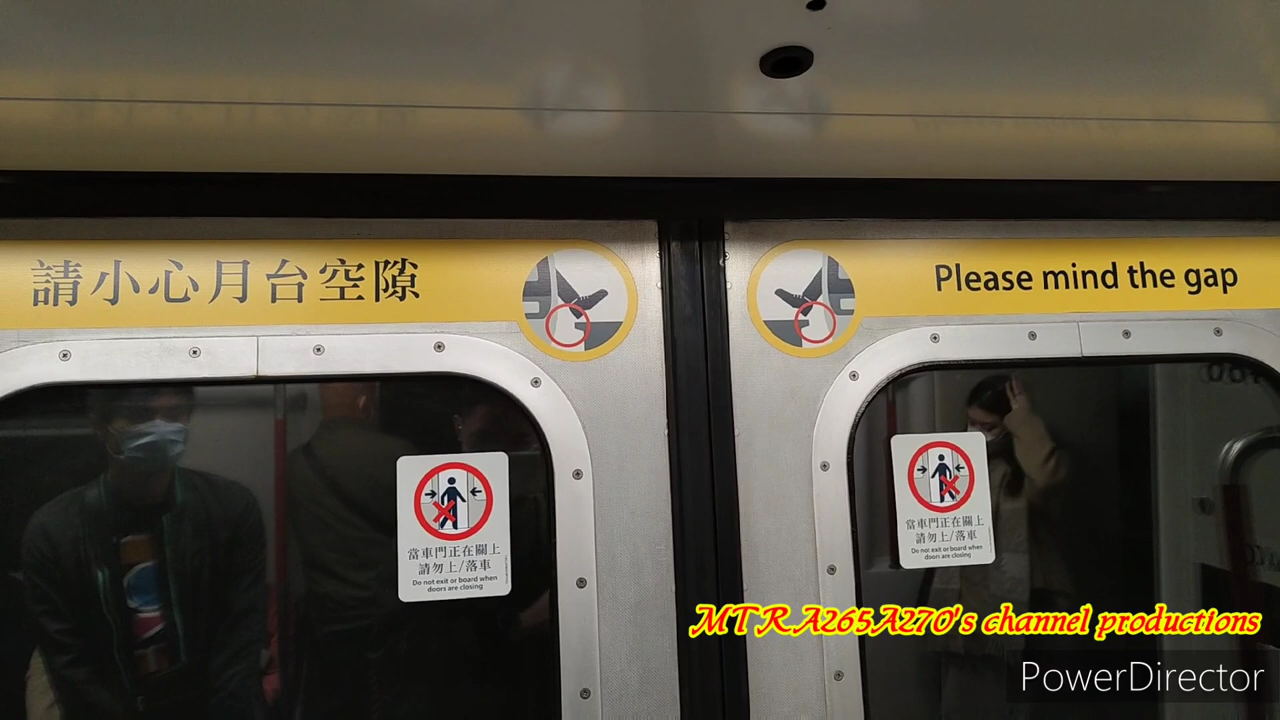 請小心月台空隙
Please mind the gap
當車門正在關上
請勿上/落車
Do not exit or board when
doors are closing
當車門正在關上
請勿上/落車
Do not exit or board when
doors are closing
MTR A265A270's channel productions
PowerDirector